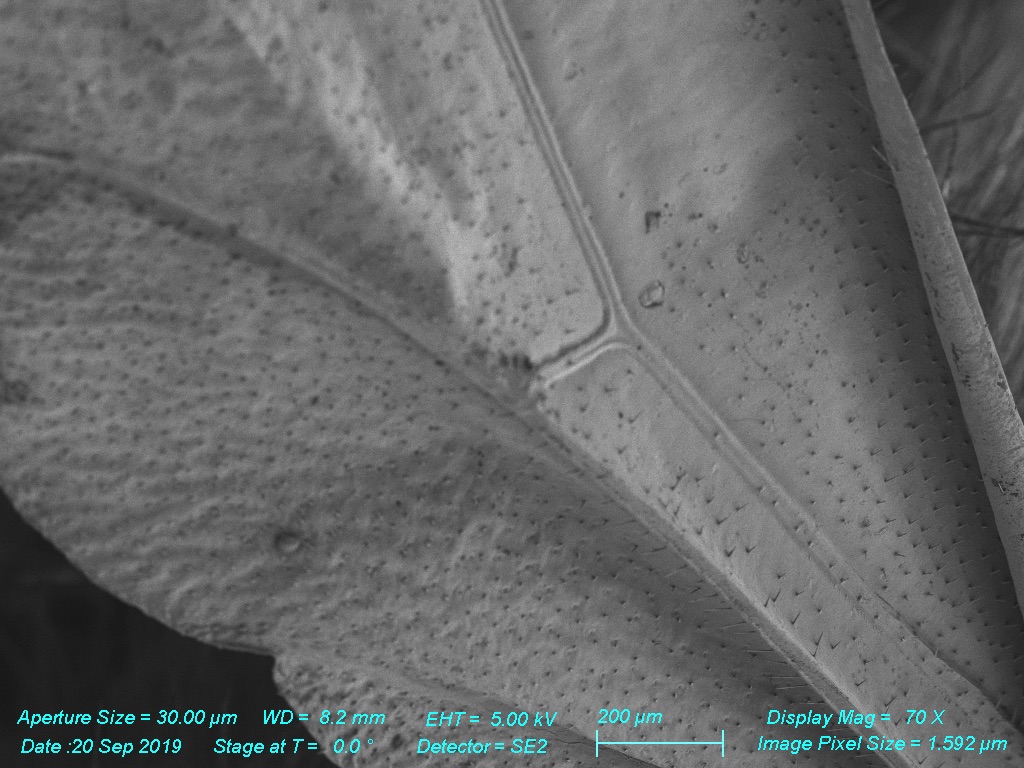 Aperture Size = 30.00 µm WD = 8.2 mm EHT = 5.00 kV 200 µm Display Mag = 70 X
Date :20 Sep 2019 Stage at T = 0.0 ° Detector = SE2 Image Pixel Size = 1.592 µm